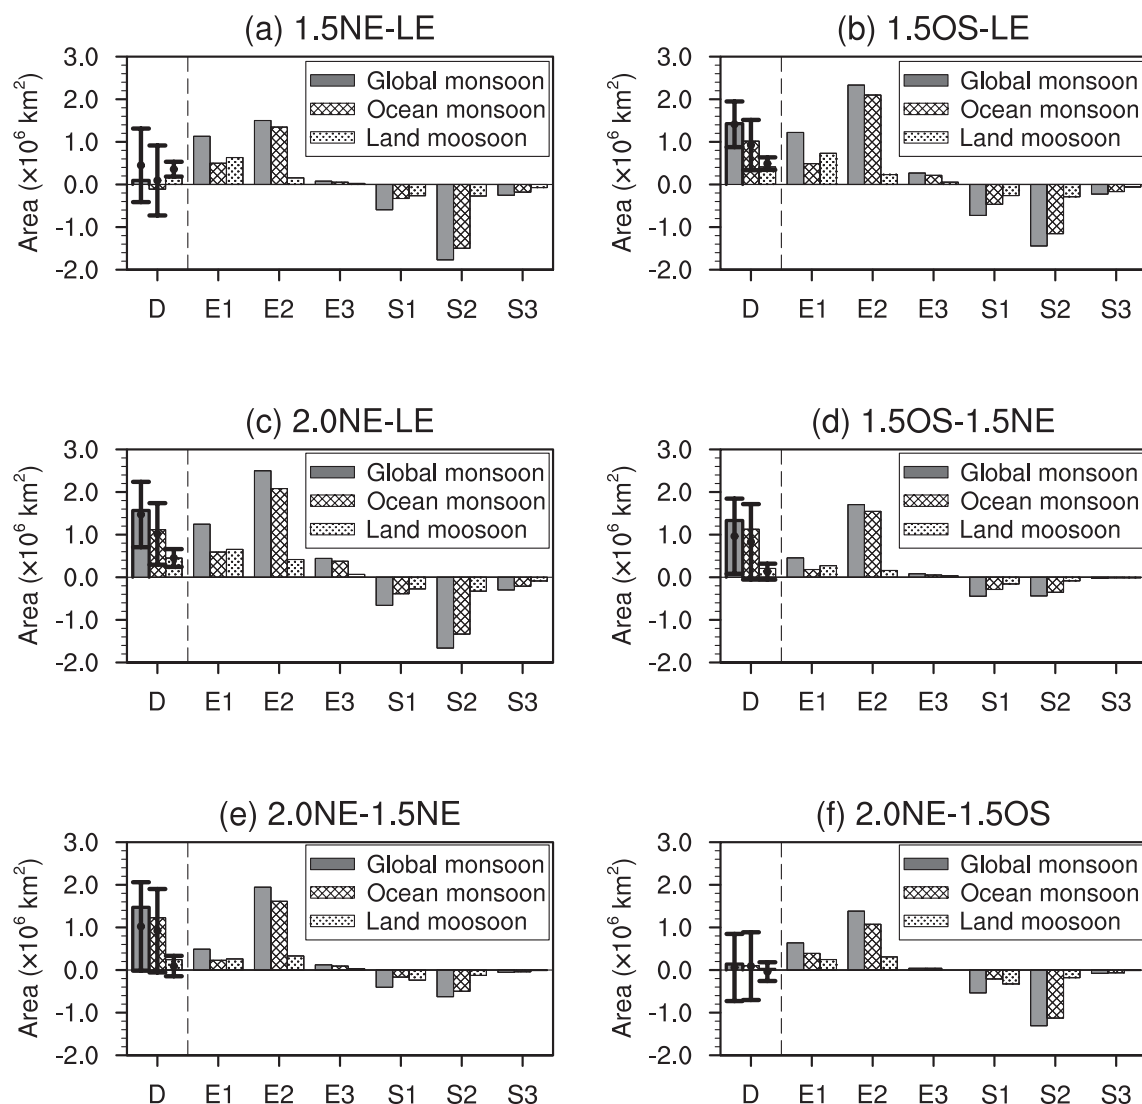 (a) 1.5NE-LE
Area (×10⁶ km²)
3.0
2.0
1.0
0.0
-1.0
-2.0
Global monsoon
Ocean monsoon
Land moosoon
D E1 E2 E3 S1 S2 S3
(b) 1.5OS-LE
Area (×10⁶ km²)
3.0
2.0
1.0
0.0
-1.0
-2.0
Global monsoon
Ocean monsoon
Land moosoon
D E1 E2 E3 S1 S2 S3
(c) 2.0NE-LE
Area (×10⁶ km²)
3.0
2.0
1.0
0.0
-1.0
-2.0
Global monsoon
Ocean monsoon
Land moosoon
D E1 E2 E3 S1 S2 S3
(d) 1.5OS-1.5NE
Area (×10⁶ km²)
3.0
2.0
1.0
0.0
-1.0
-2.0
Global monsoon
Ocean monsoon
Land moosoon
D E1 E2 E3 S1 S2 S3
(e) 2.0NE-1.5NE
Area (×10⁶ km²)
3.0
2.0
1.0
0.0
-1.0
-2.0
Global monsoon
Ocean monsoon
Land moosoon
D E1 E2 E3 S1 S2 S3
(f) 2.0NE-1.5OS
Area (×10⁶ km²)
3.0
2.0
1.0
0.0
-1.0
-2.0
Global monsoon
Ocean monsoon
Land moosoon
D E1 E2 E3 S1 S2 S3